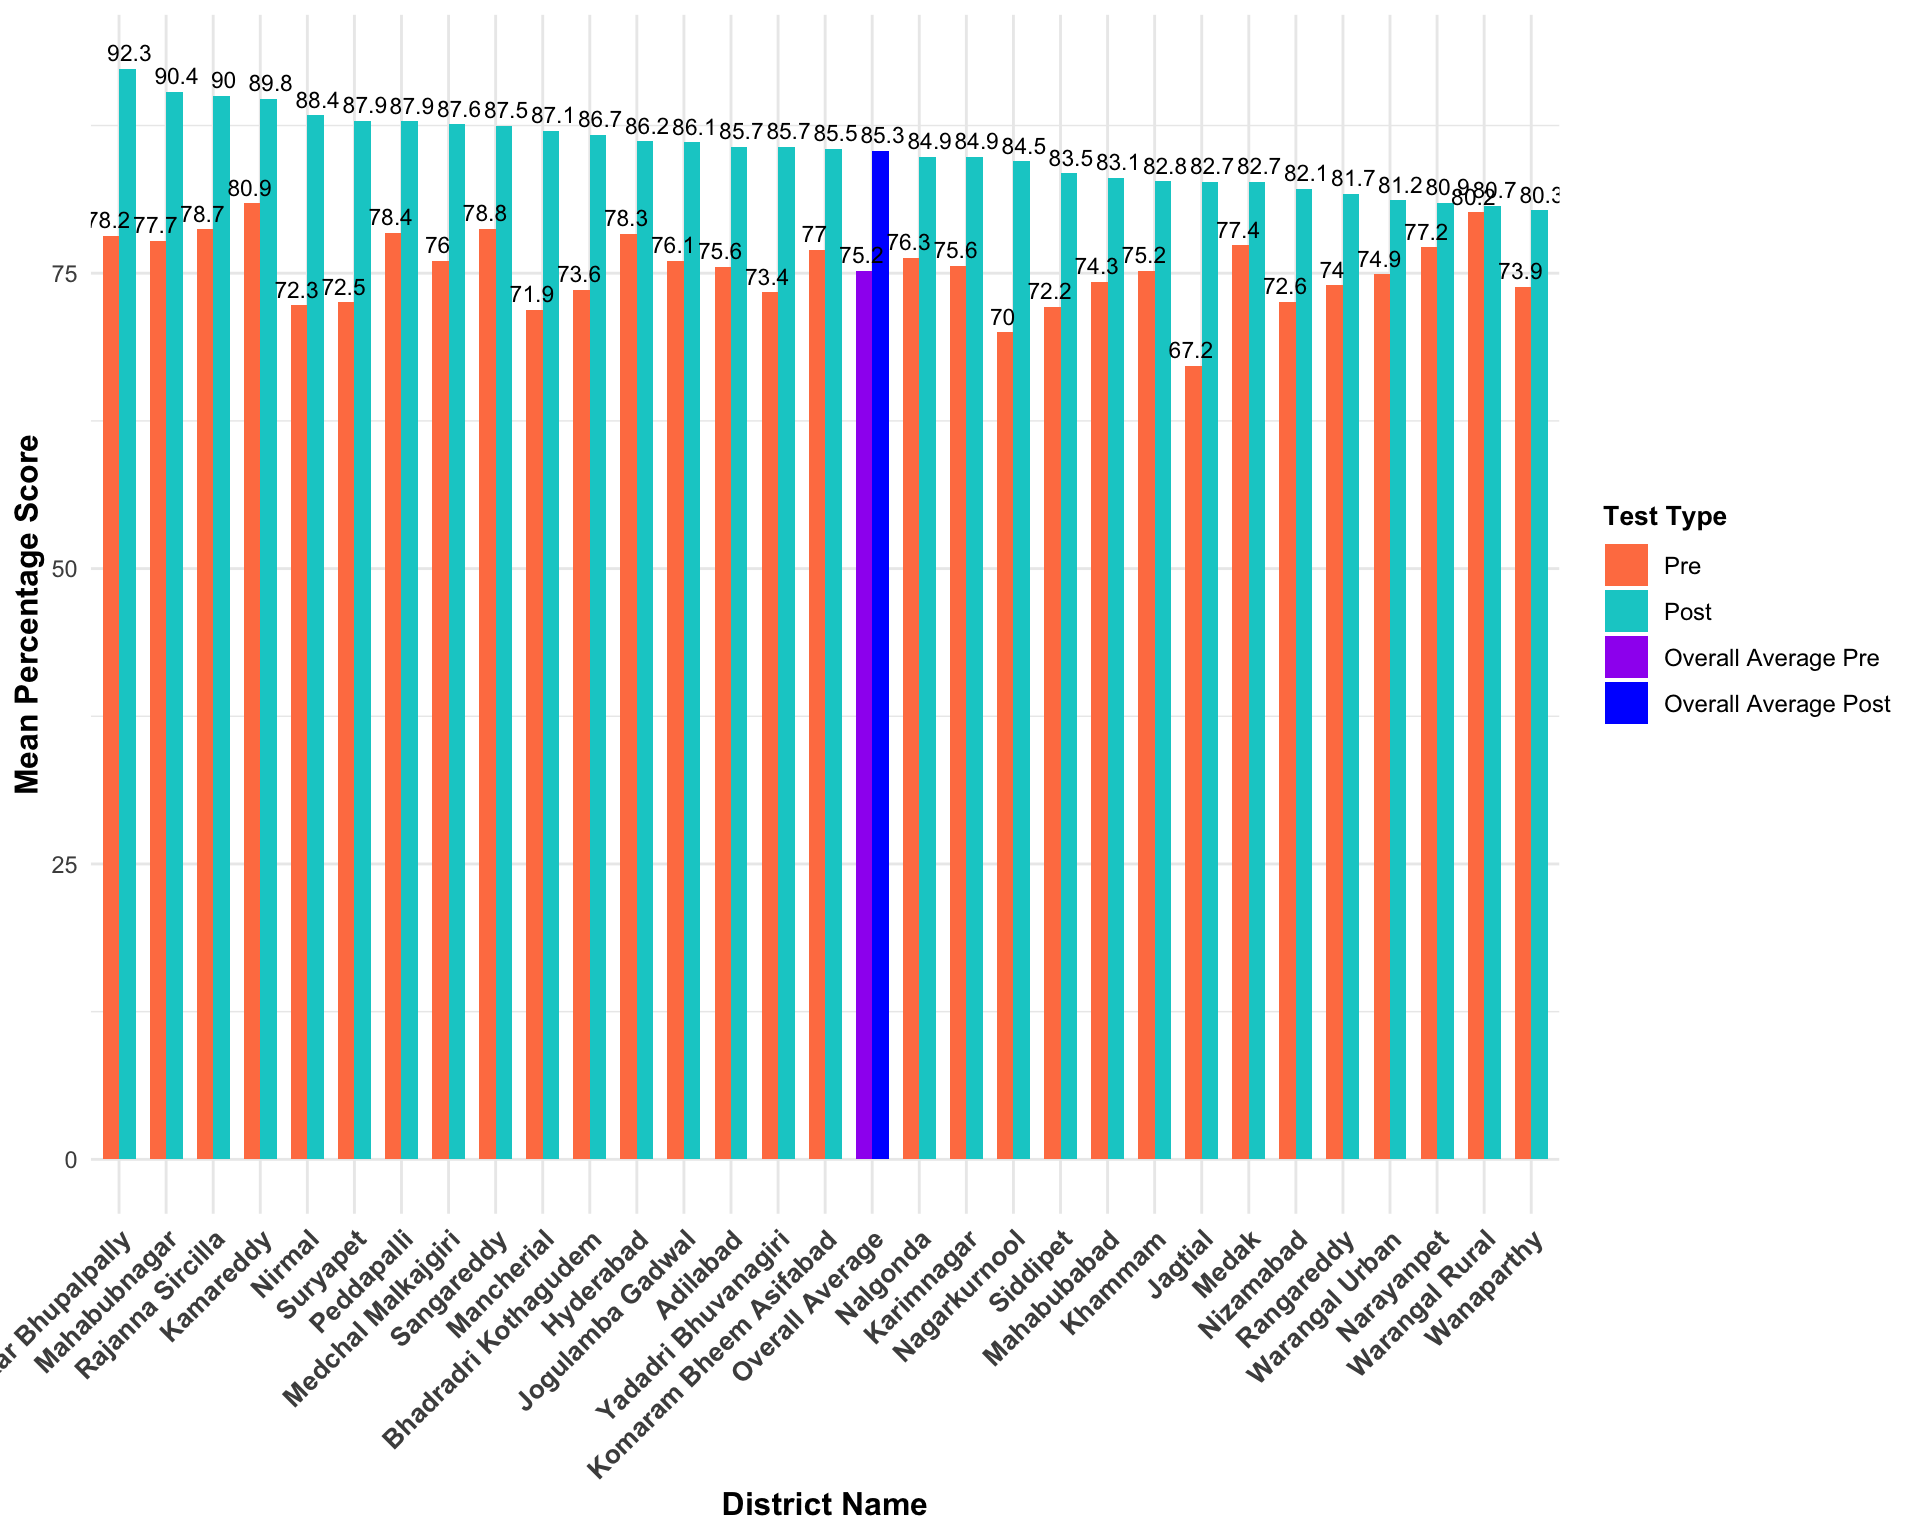 92.3
90.4
90
89.8
88.4
87.9
87.9
87.6
87.5
87.1
86.7
86.2
86.1
85.7
85.7
85.5
85.3
84.9
84.9
84.5
83.5
83.1
82.8
82.7
82.7
82.1
81.7
81.2
80.9
80.7
80.3
78.2
77.7
78.7
80.9
72.3
72.5
78.4
76
78.8
71.9
73.6
78.3
76.1
75.6
73.4
77
75.2
76.3
75.6
70
72.2
74.3
75.2
67.2
77.4
72.6
74
74.9
77.2
80.2
73.9
75
50
25
0
Mean Percentage Score
Bhupalpally
Mahabubnagar
Rajanna Sircilla
Kamareddy
Nirmal
Suryapet
Peddapalli
Medchal Malkajgiri
Sangareddy
Mancherial
Bhadradri Kothagudem
Hyderabad
Jogulamba Gadwal
Adilabad
Yadadri Bhuvanagiri
Komaram Bheem Asifabad
Overall Average
Nalgonda
Karimnagar
Nagarkurnool
Siddipet
Mahabubabad
Khammam
Jagtial
Medak
Nizamabad
Rangareddy
Warangal Urban
Narayanpet
Warangal Rural
Wanaparthy
District Name
Test Type
Pre
Post
Overall Average Pre
Overall Average Post